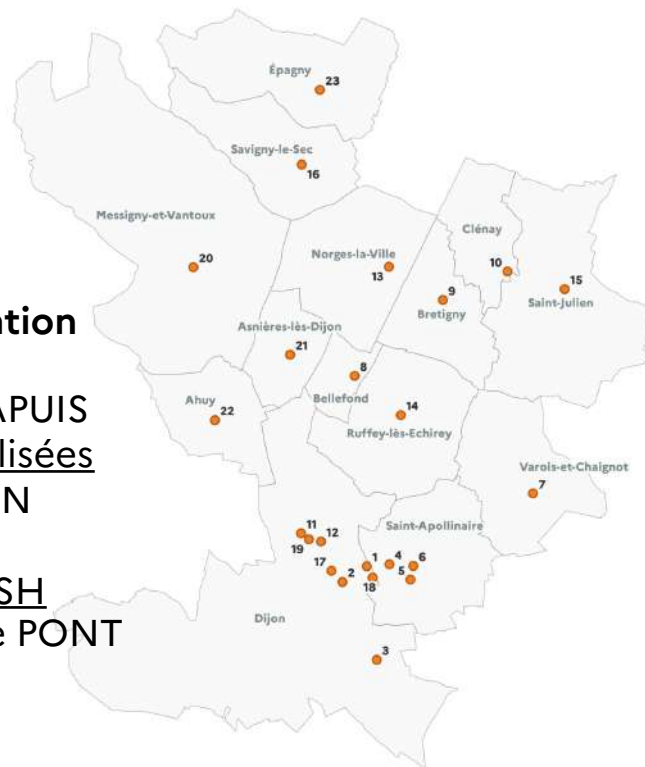 Épagny
23
Savigny-le-Sec
16
Messigny-et-Vantoux
20
Clénay
10
Norges-la-Ville
13
15
Saint-Julien
9
Bretigny
ation
Asnières-lès-Dijon
21
8
Bellefond
APUIS
Ahuy
22
14
Ruffey-lès-Echirey
lisées
Varois-et-Chaignot
7
N
Saint-Apollinaire
11
12
19
17
2
1
4
6
5
18
SH
Dijon
e PONT
3